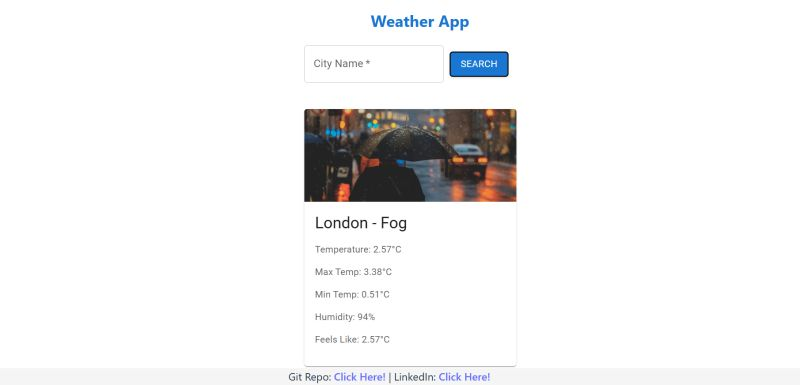 Weather App
City Name *
SEARCH
London - Fog
Temperature: 2.57°C
Max Temp: 3.38°C
Min Temp: 0.51°C
Humidity: 94%
Feels Like: 2.57°C
Git Repo: Click Here! | LinkedIn: Click Here!